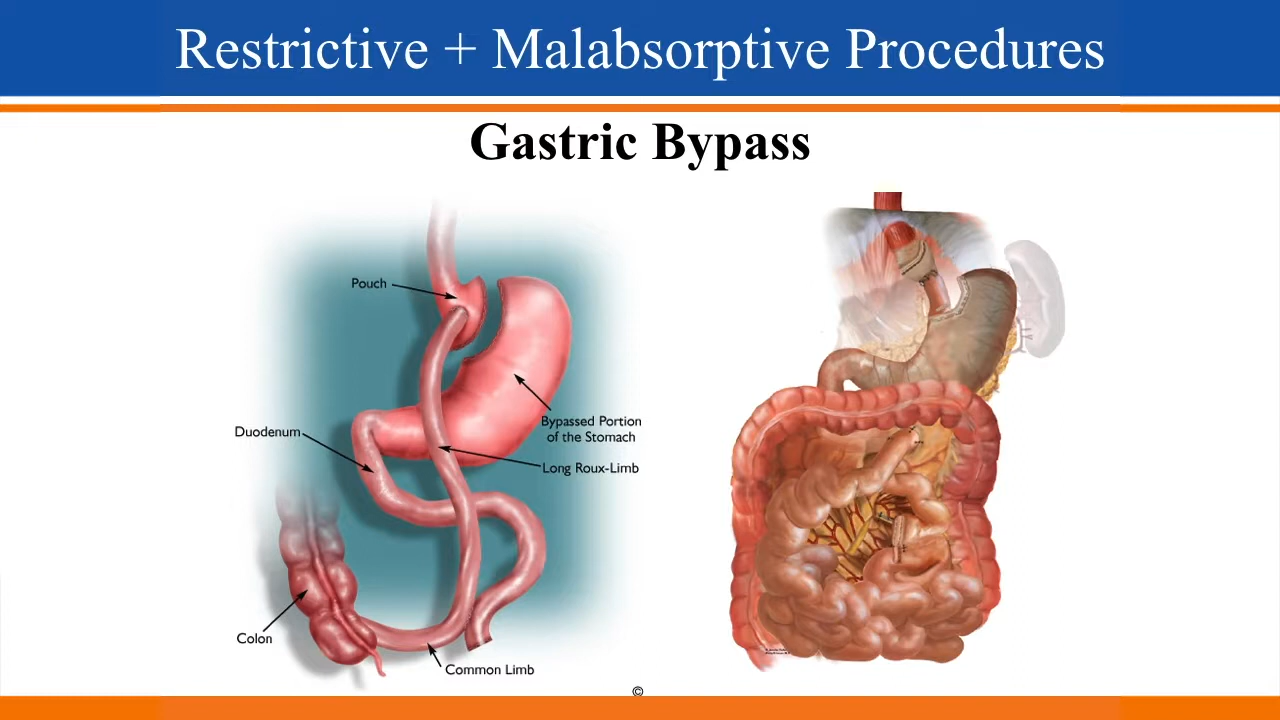 Restrictive + Malabsorptive Procedures
Gastric Bypass
Pouch
Bypassed Portion
of the Stomach
Duodenum
Long Roux-Limb
Colon
Common Limb
©